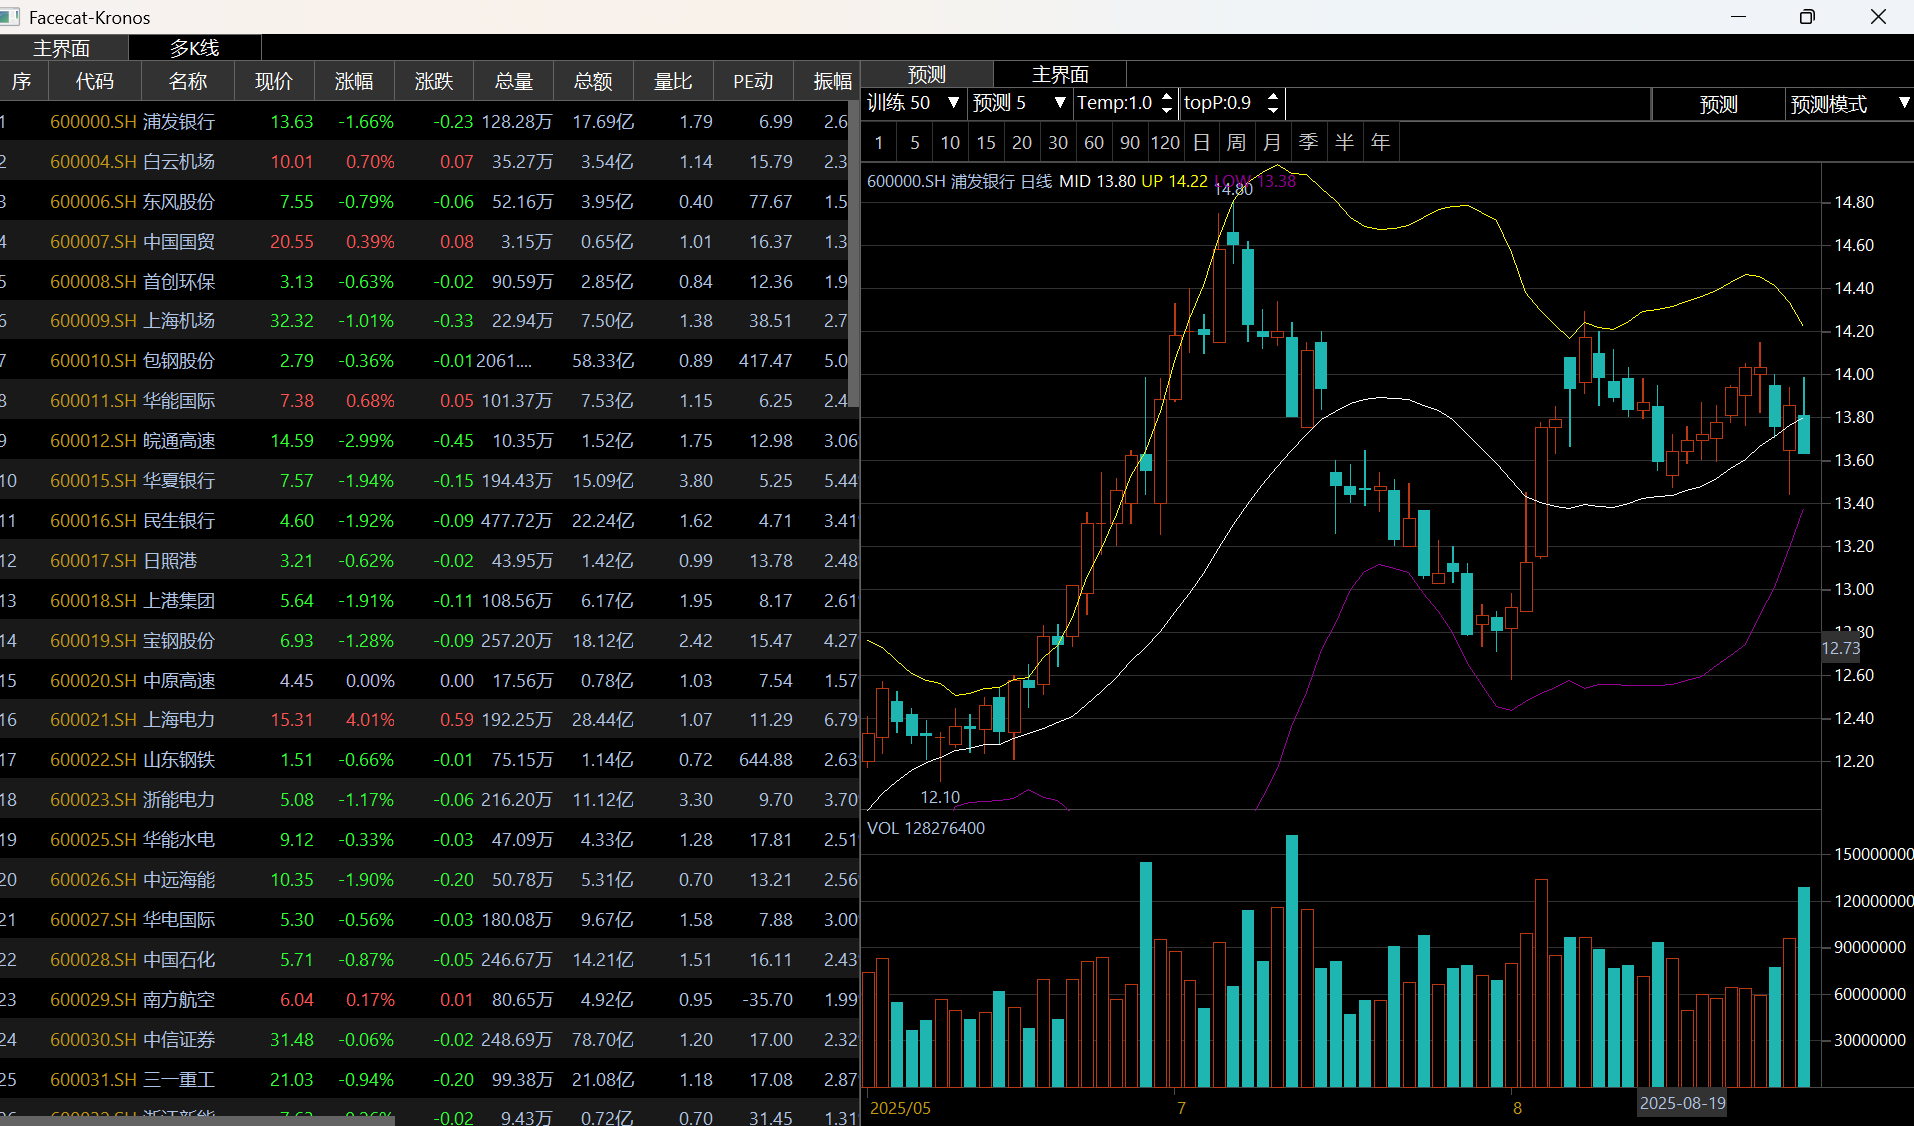 Facecat-Kronos
主界面 多K线
序 代码 名称 现价 涨幅 涨跌 总量 总额 量比 PE动 振幅
1 600000.SH 浦发银行 13.63 -1.66% -0.23 128.28万 17.69亿 1.79 6.99 2.6
2 600004.SH 白云机场 10.01 0.70% 0.07 35.27万 3.54亿 1.14 15.79 2.3
3 600006.SH 东风股份 7.55 -0.79% -0.06 52.16万 3.95亿 0.40 77.67 1.5
4 600007.SH 中国国贸 20.55 0.39% 0.08 3.15万 0.65亿 1.01 16.37 1.3
5 600008.SH 首创环保 3.13 -0.63% -0.02 90.59万 2.85亿 0.84 12.36 1.9
6 600009.SH 上海机场 32.32 -1.01% -0.33 22.94万 7.50亿 1.38 38.51 2.7
7 600010.SH 包钢股份 2.79 -0.36% -0.01 2061.... 58.33亿 0.89 417.47 5.0
8 600011.SH 华能国际 7.38 0.68% 0.05 101.37万 7.53亿 1.15 6.25 2.4
9 600012.SH 皖通高速 14.59 -2.99% -0.45 10.35万 1.52亿 1.75 12.98 3.06
10 600015.SH 华夏银行 7.57 -1.94% -0.15 194.43万 15.09亿 3.80 5.25 5.44
11 600016.SH 民生银行 4.60 -1.92% -0.09 477.72万 22.24亿 1.62 4.71 3.41
12 600017.SH 日照港 3.21 -0.62% -0.02 43.95万 1.42亿 0.99 13.78 2.48
13 600018.SH 上港集团 5.64 -1.91% -0.11 108.56万 6.17亿 1.95 8.17 2.61
14 600019.SH 宝钢股份 6.93 -1.28% -0.09 257.20万 18.12亿 2.42 15.47 4.27
15 600020.SH 中原高速 4.45 0.00% 0.00 17.56万 0.78亿 1.03 7.54 1.57
16 600021.SH 上海电力 15.31 4.01% 0.59 192.25万 28.44亿 1.07 11.29 6.79
17 600022.SH 山东钢铁 1.51 -0.66% -0.01 75.15万 1.14亿 0.72 644.88 2.63
18 600023.SH 浙能电力 5.08 -1.17% -0.06 216.20万 11.12亿 3.30 9.70 3.70
19 600025.SH 华能水电 9.12 -0.33% -0.03 47.09万 4.33亿 1.28 17.81 2.51
20 600026.SH 中远海能 10.35 -1.90% -0.20 50.78万 5.31亿 0.70 13.21 2.56
21 600027.SH 华电国际 5.30 -0.56% -0.03 180.08万 9.67亿 1.58 7.88 3.00
22 600028.SH 中国石化 5.71 -0.87% -0.05 246.67万 14.21亿 1.51 16.11 2.43
23 600029.SH 南方航空 6.04 0.17% 0.01 80.65万 4.92亿 0.95 -35.70 1.99
24 600030.SH 中信证券 31.48 -0.06% -0.02 248.69万 78.70亿 1.20 17.00 2.32
25 600031.SH 三一重工 21.03 -0.94% -0.20 99.38万 21.08亿 1.18 17.08 2.87
-0.02 9.43万 0.72亿 0.70 31.45 1.31
预测 主界面
训练 50 ▼ 预测 5 ▼ Temp:1.0 topP:0.9 预测 预测模式 ▼
1 5 10 15 20 30 60 90 120 日 周 月 季 半 年
600000.SH 浦发银行 日线 MID 13.80 UP 14.22 LOW 13.38
14.80
14.80
14.60
14.40
14.20
14.00
13.80
13.60
13.40
13.20
13.00
12.73
12.60
12.40
12.20
12.10
VOL 128276400
150000000
120000000
90000000
60000000
30000000
2025/05 7 8 2025-08-19